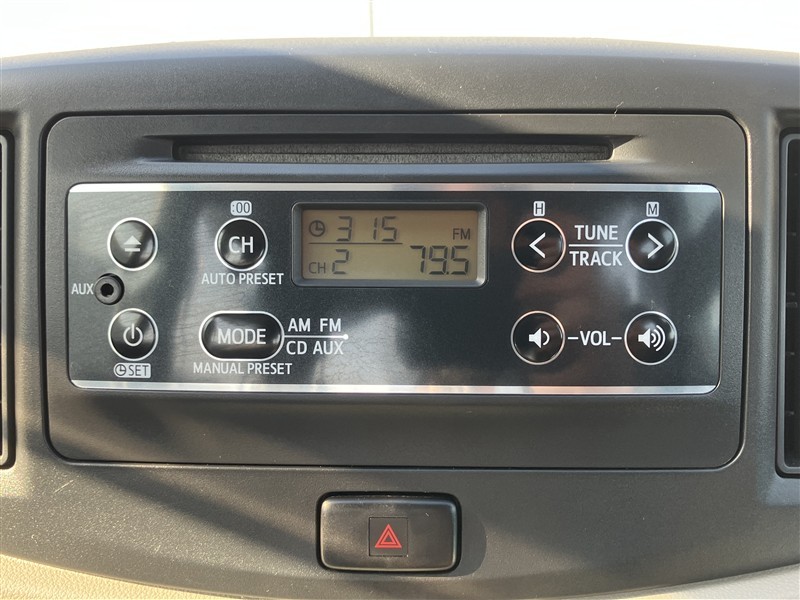 :00
H
M
CH
AUTO PRESET
3 15
FM
CH 2
79.5
TUNE
TRACK
AUX
MODE
AM FM
CD AUX
MANUAL PRESET
-VOL-
SET